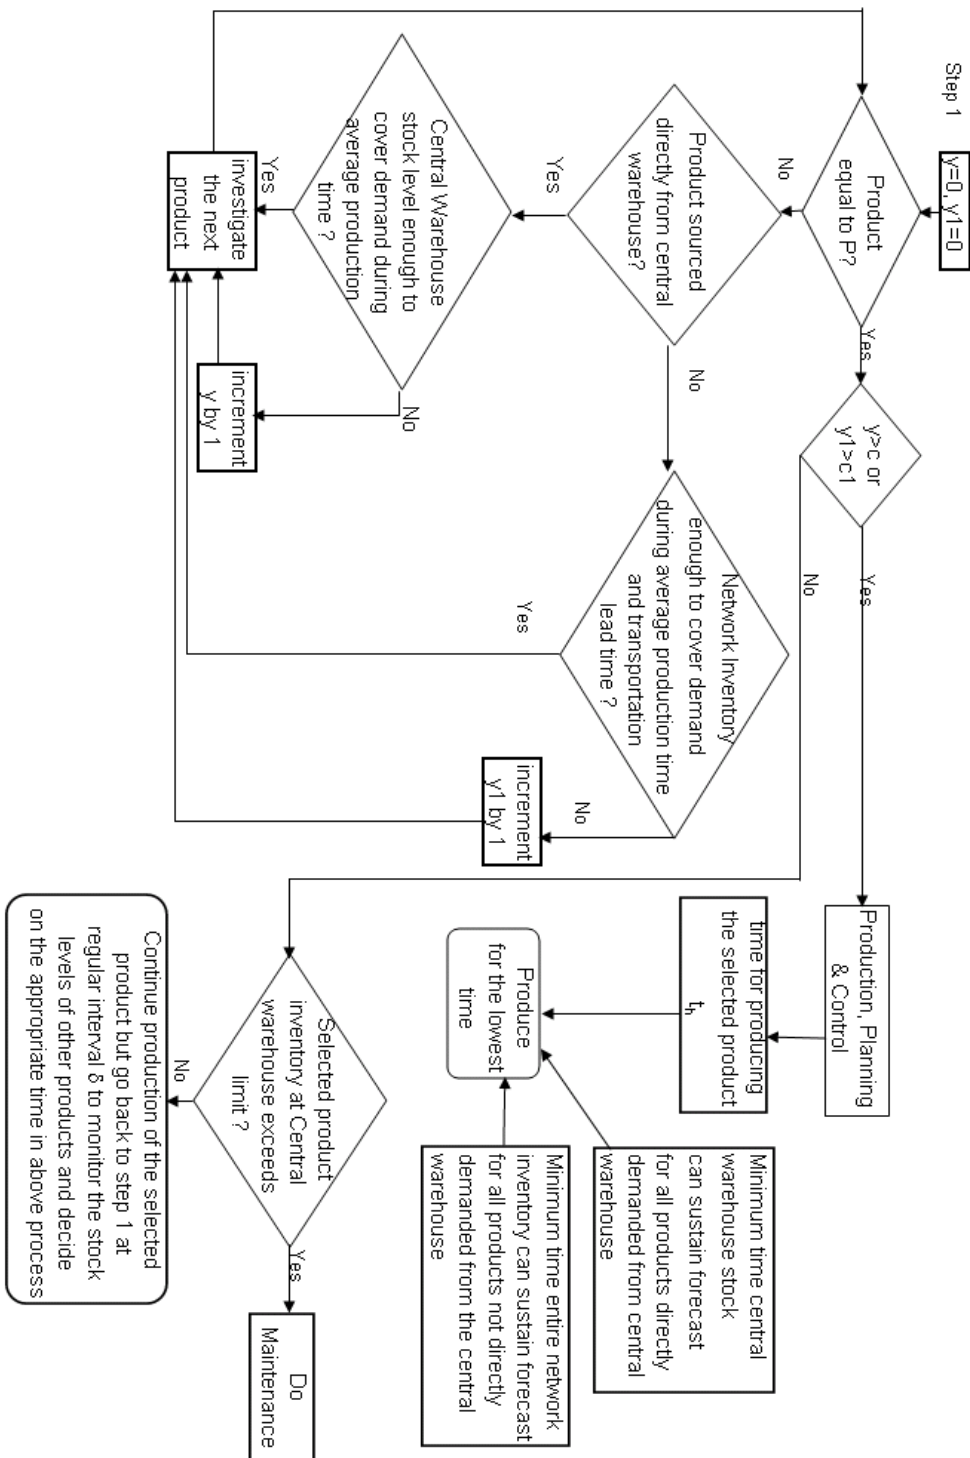 Step 1
y=0, y1=0
Product
equal to P?
No
Yes
y>c or
y1>c1
Yes
No
Product sourced
directly from central
warehouse?
Yes
No
Central Warehouse
stock level enough to
cover demand during
average production
time ?
Yes
No
investigate
the next
product
increment
y by 1
Network Inventory
enough to cover demand
during average production time
and transportation
lead time ?
Yes
No
increment
y1 by 1
Production, Planning
& Control
time for producing
the selected product
th
Produce
for the lowest
time
Minimum time central
warehouse stock
can sustain forecast
for all products directly
demanded from central
warehouse
Minimum time entire network
inventory can sustain forecast
for all products not directly
demanded from the central
warehouse
Selected product
inventory at Central
warehouse exceeds
limit ?
No
Yes
Continue production of the selected
product but go back to step 1 at
regular interval δ to monitor the stock
levels of other products and decide
on the appropriate time in above process
Do
Maintenance